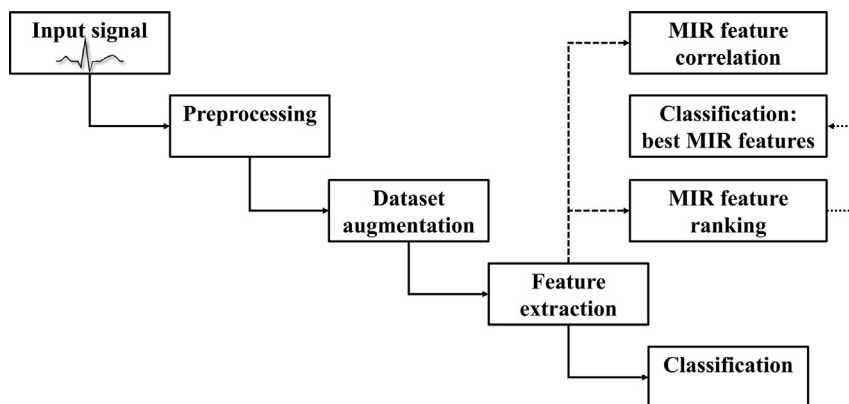 Input signal
Preprocessing
Dataset
augmentation
Feature
extraction
Classification
MIR feature
correlation
Classification:
best MIR features
MIR feature
ranking